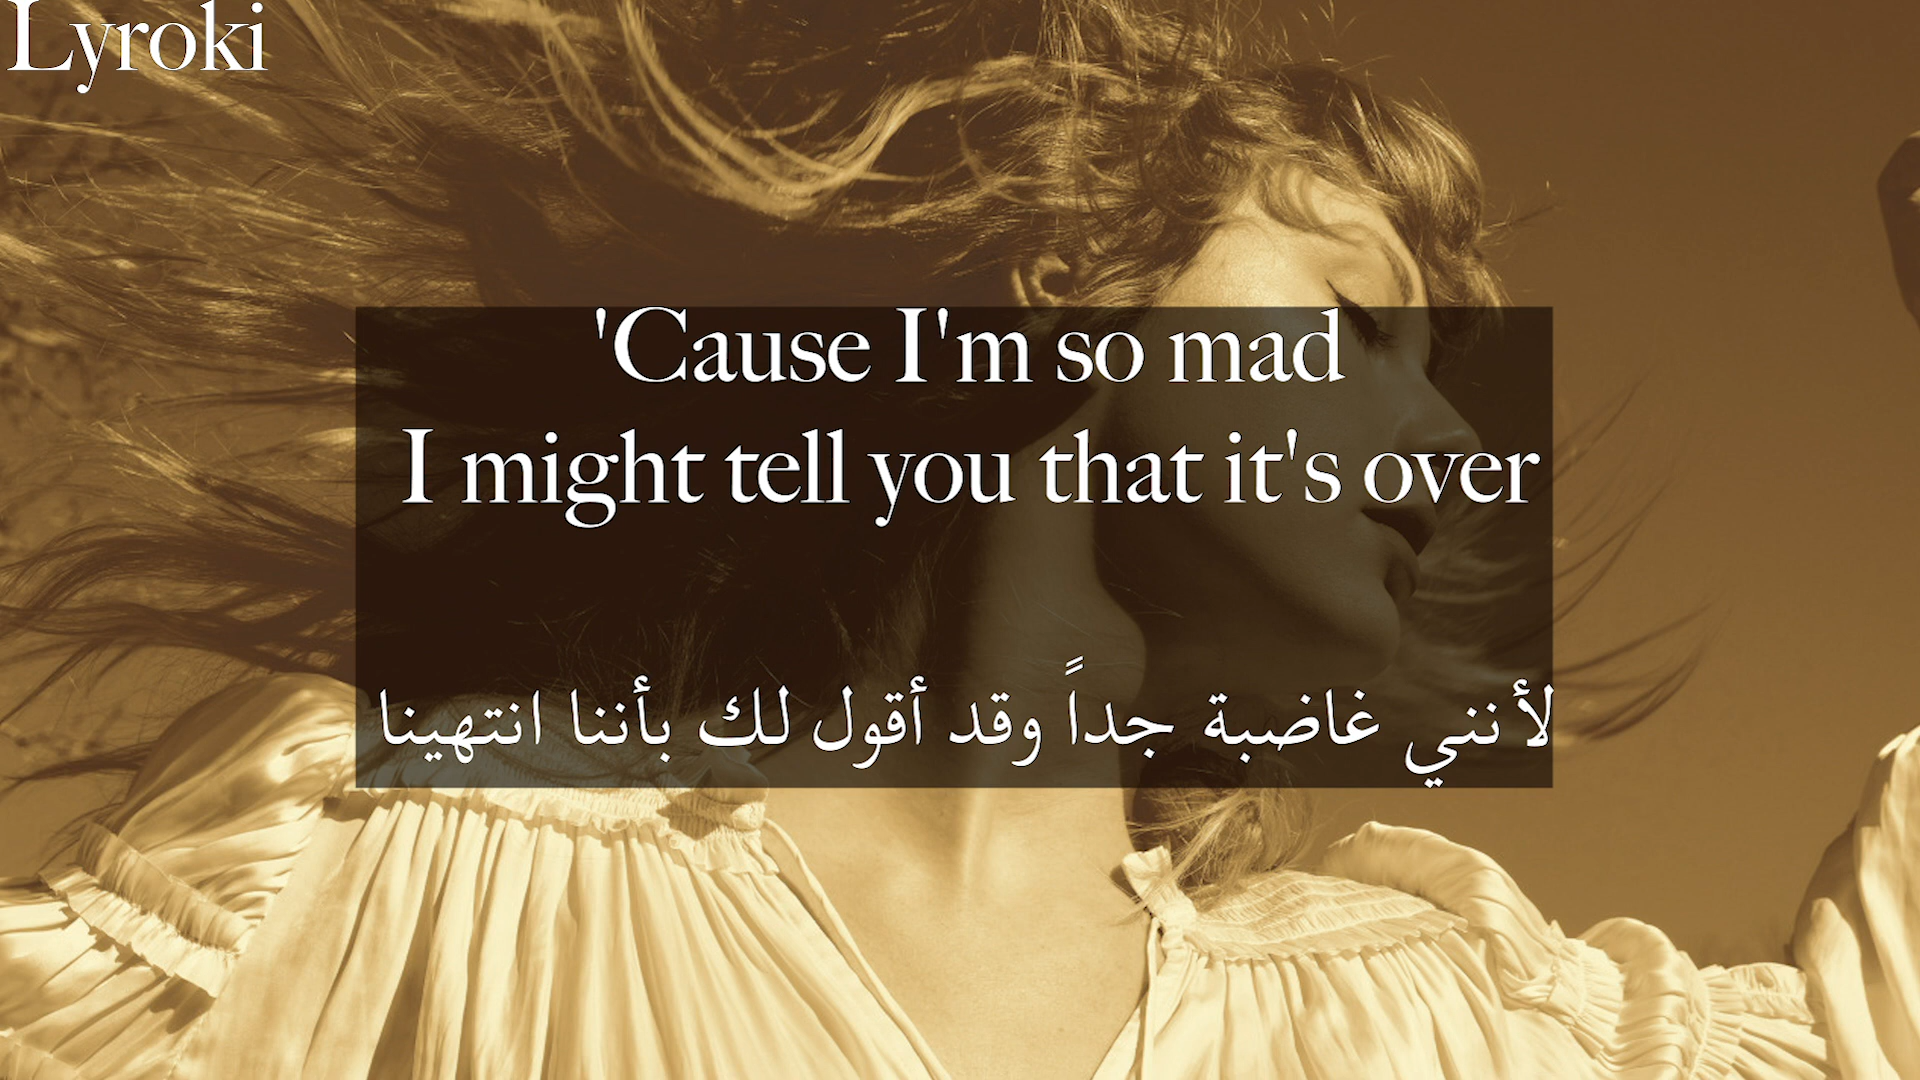 Lyroki
'Cause I'm so mad
I might tell you that it's over
لأنني غاضبة جداً وقد أقول لك بأننا انتهينا